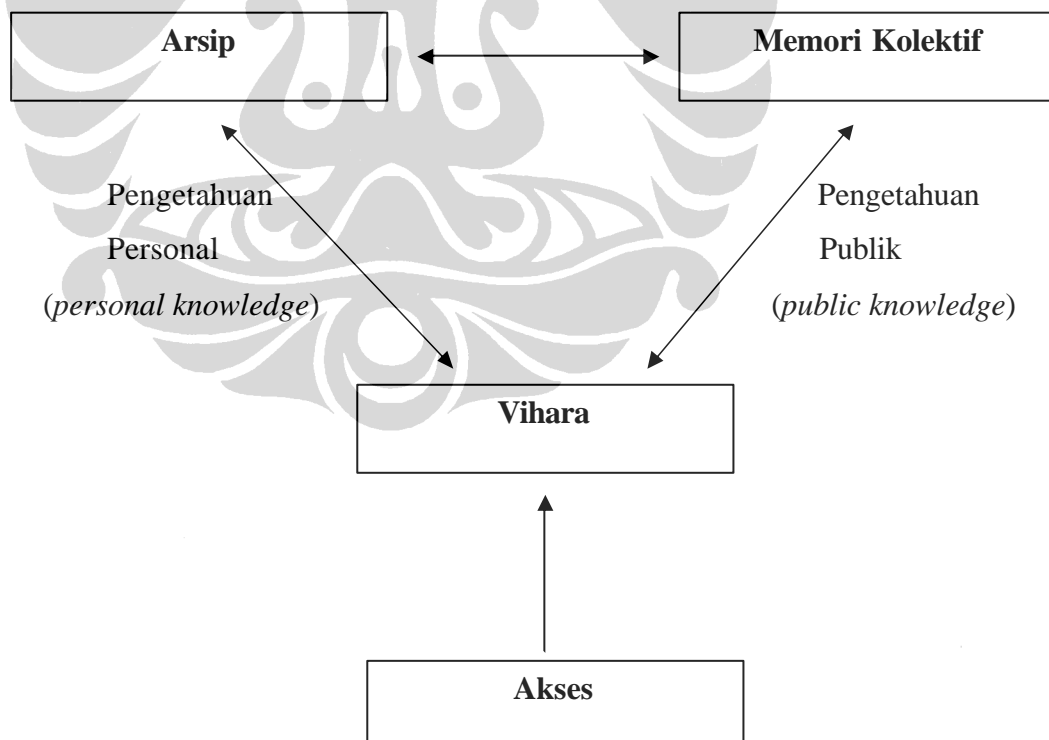 Arsip
Memori Kolektif
Pengetahuan
Personal
(personal knowledge)
Pengetahuan
Publik
(public knowledge)
Vihara
Akses